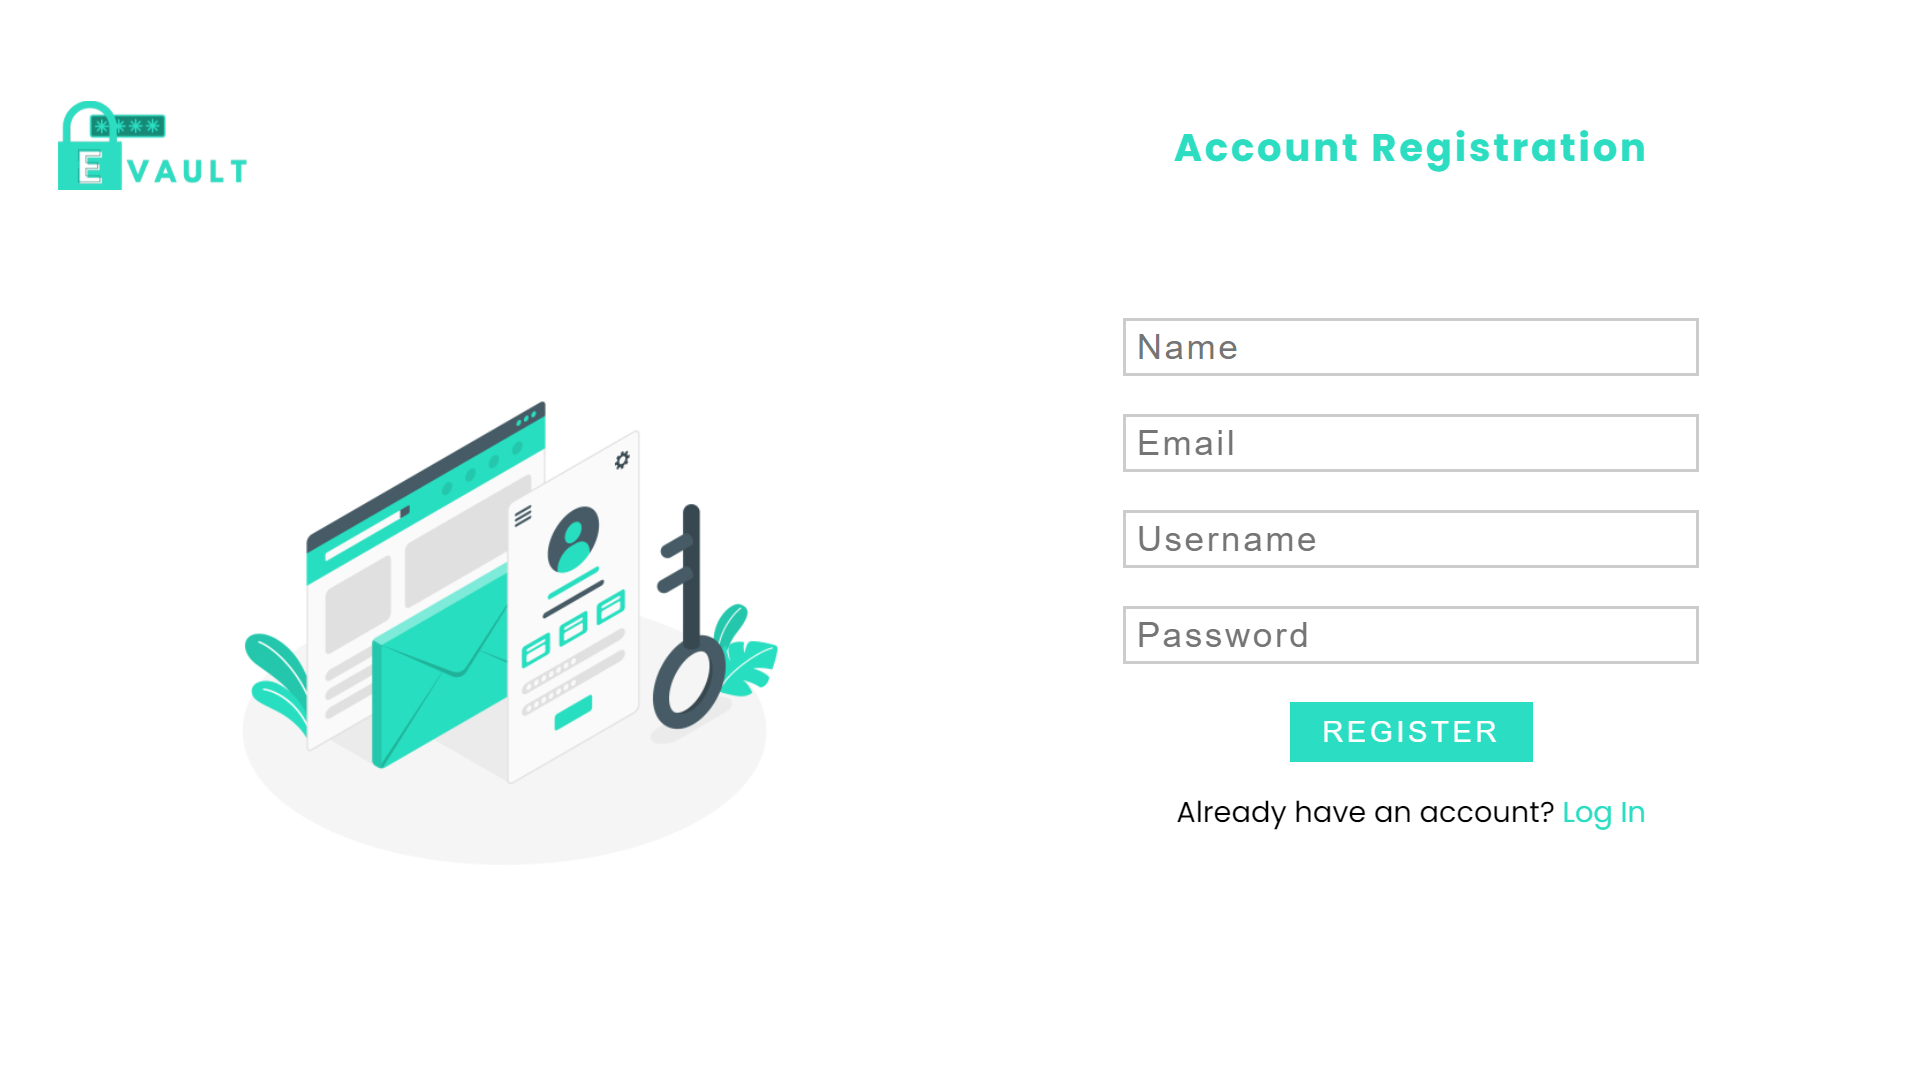 ****
E VAULT
Account Registration
Name
Email
Username
Password
REGISTER
Already have an account? Log In